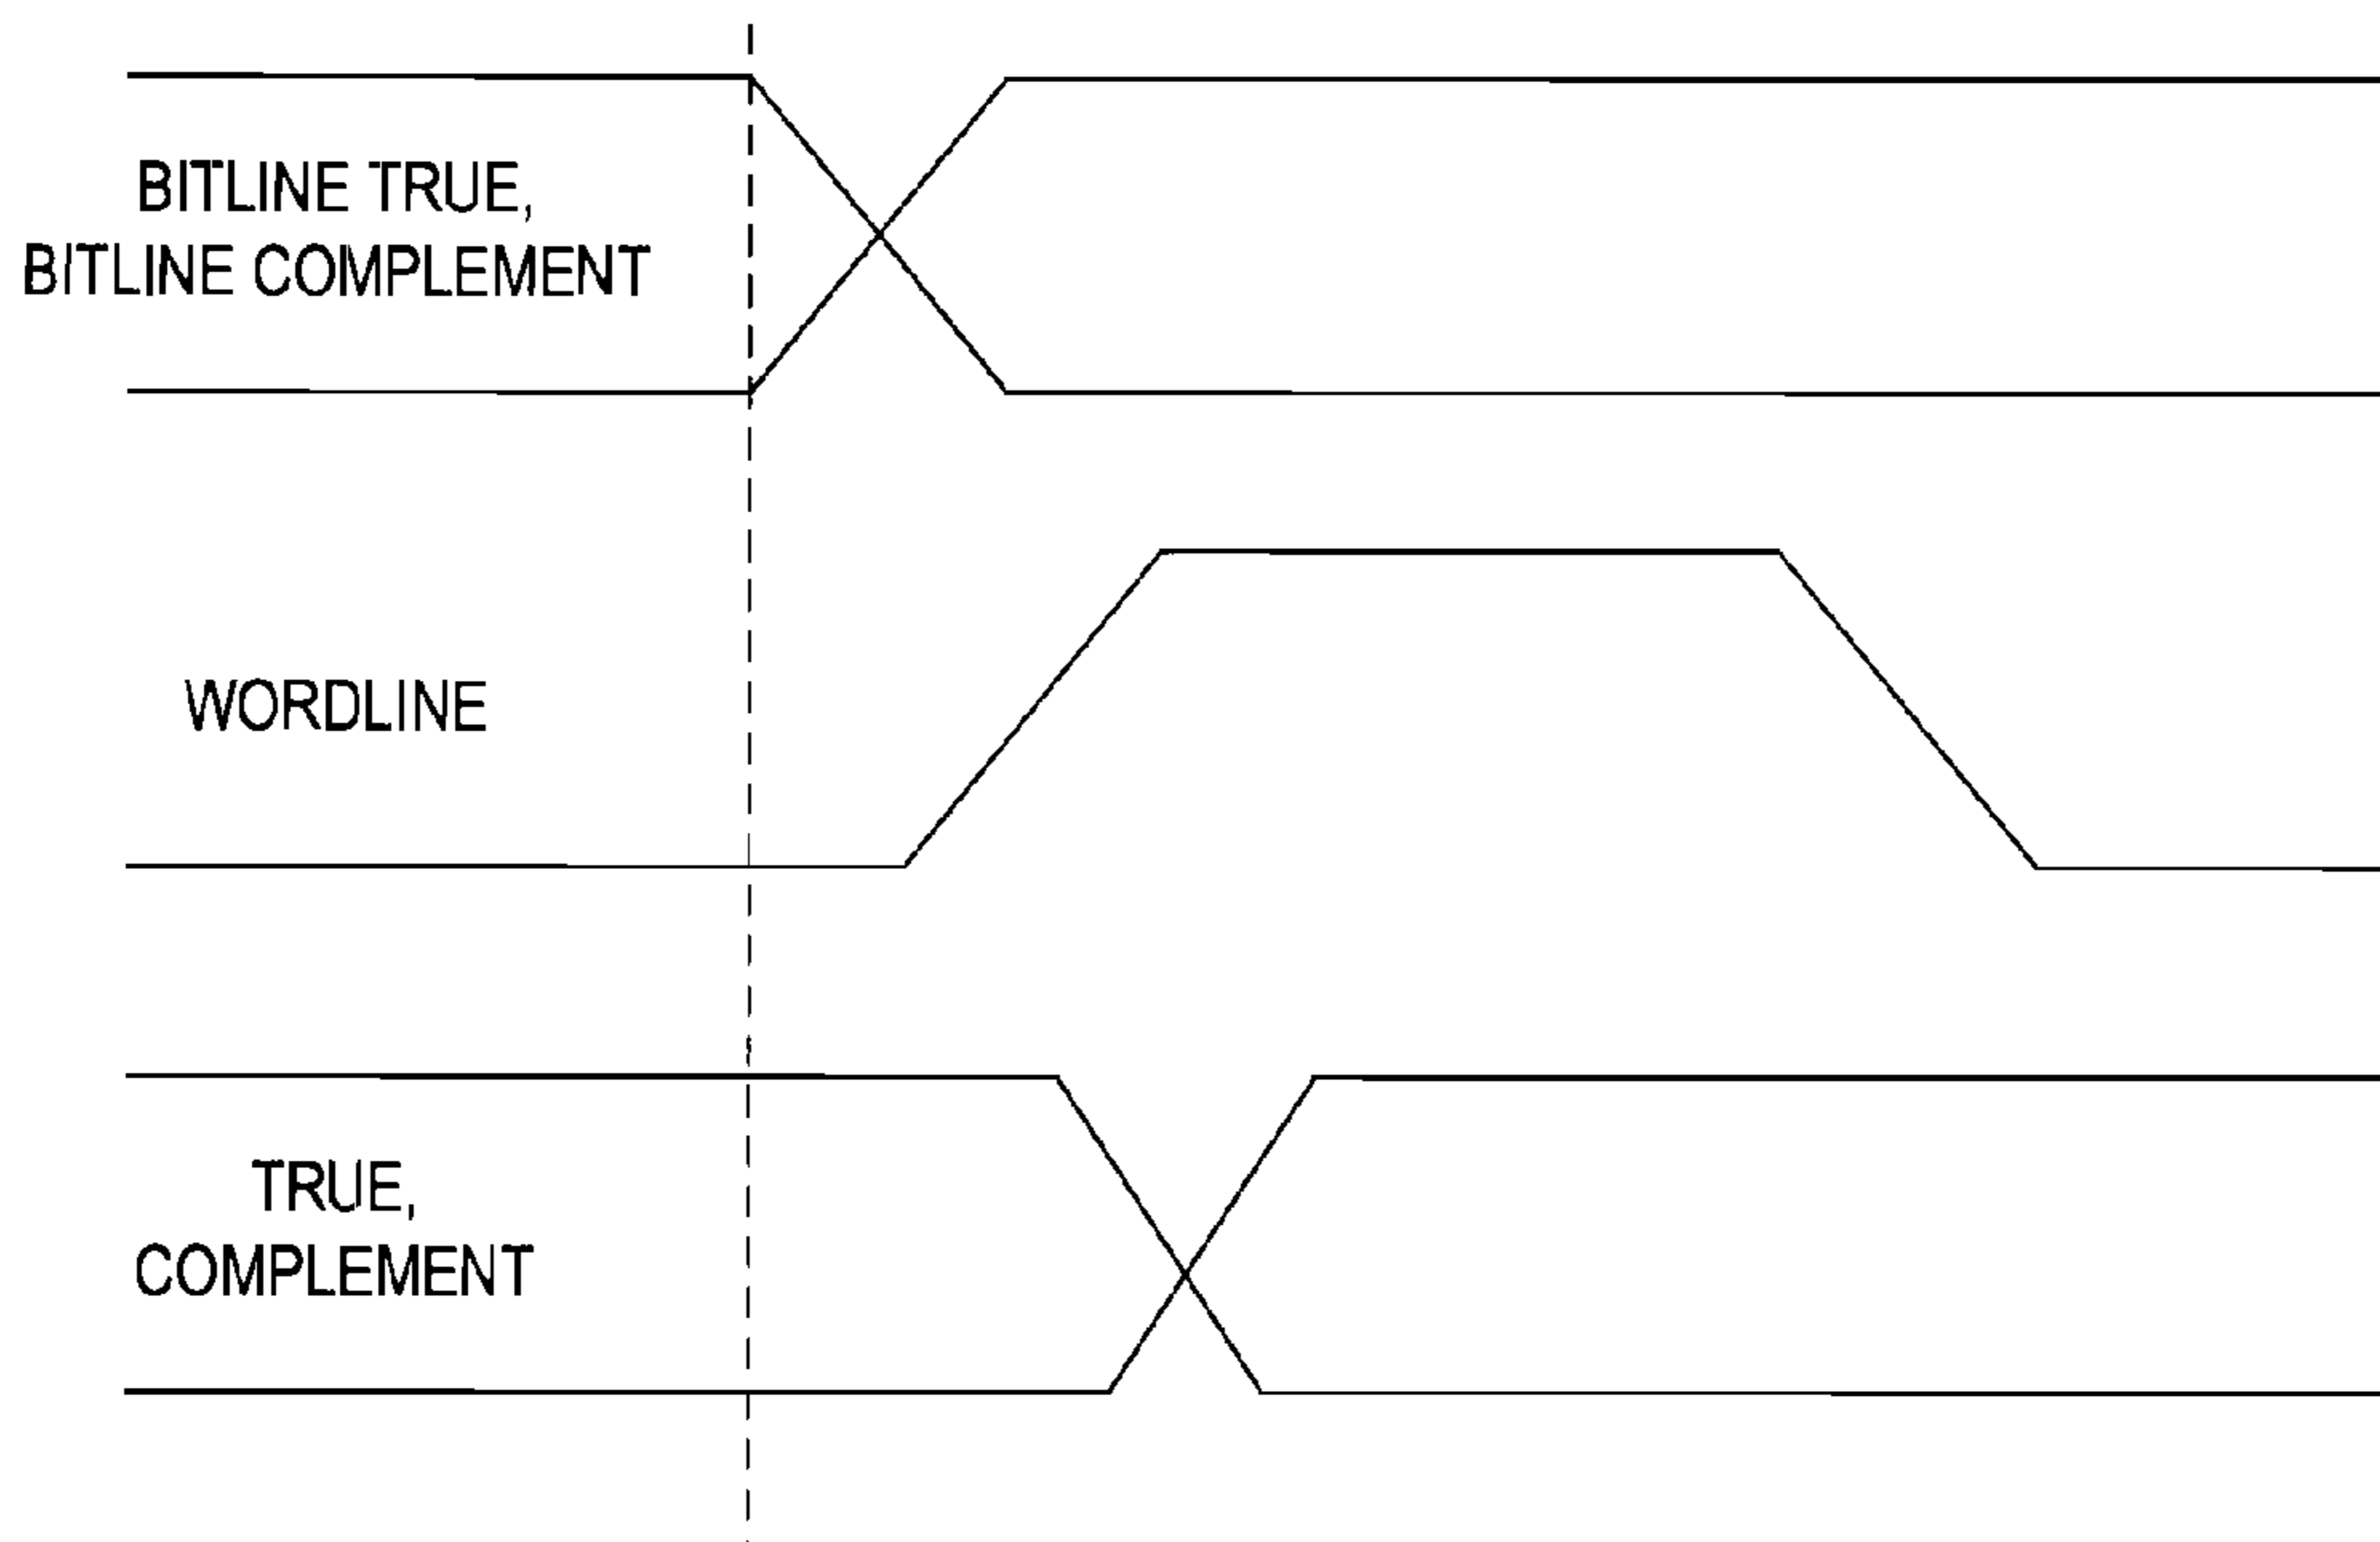 BITLINE TRUE,
BITLINE COMPLEMENT
WORDLINE
TRUE,
COMPLEMENT